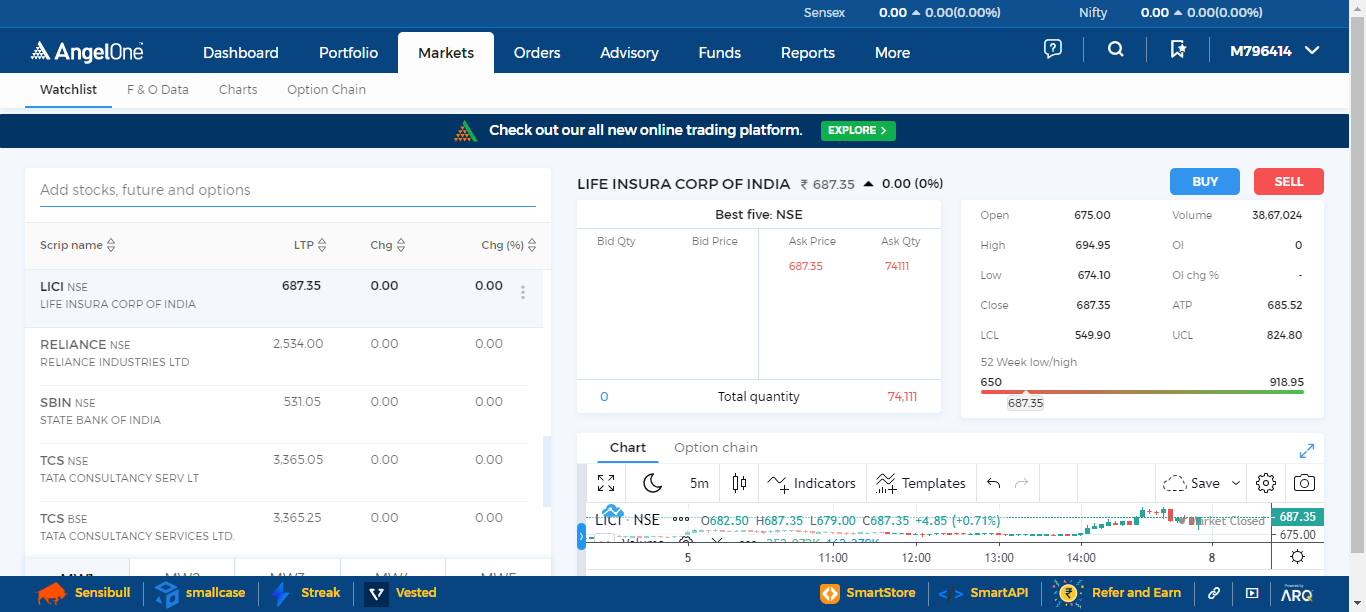 Sensex 0.00 0.00(0.00%) Nifty 0.00 0.00(0.00%)
AngelOne Dashboard Portfolio Markets Orders Advisory Funds Reports More M796414
Watchlist F & O Data Charts Option Chain
Check out our all new online trading platform. EXPLORE >
Add stocks, future and options
Scrip name LTP Chg Chg (%)
LICI NSE 687.35 0.00 0.00
LIFE INSURA CORP OF INDIA
RELIANCE NSE 2,534.00 0.00 0.00
RELIANCE INDUSTRIES LTD
SBIN NSE 531.05 0.00 0.00
STATE BANK OF INDIA
TCS NSE 3,365.05 0.00 0.00
TATA CONSULTANCY SERV LT
TCS BSE 3,365.25 0.00 0.00
TATA CONSULTANCY SERVICES LTD.
MW1 MW2 MW3 MW4 MW5
LIFE INSURA CORP OF INDIA ₹ 687.35 0.00 (0%) BUY SELL
Best five: NSE
Bid Qty Bid Price Ask Price Ask Qty
687.35 74111
0 Total quantity 74,111
Open 675.00 Volume 38,67,024
High 694.95 OI 0
Low 674.10 OI chg % -
Close 687.35 ATP 685.52
LCL 549.90 UCL 824.80
52 Week low/high
650 918.95
687.35
Chart Option chain
5m Indicators Templates Save
LICI · NSE O682.50 H687.35 L679.00 C687.35 +4.85 (+0.71%) Market Closed 687.35
Volume
675.00
5 11:00 12:00 13:00 14:00 8
Sensibull smallcase Streak Vested SmartStore < > SmartAPI Refer and Earn Powered by ARQ